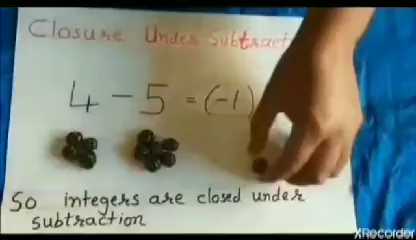 Closure Under Subtract
4 - 5 = (-1)
So integers are closed under
subtraction
XRecorder